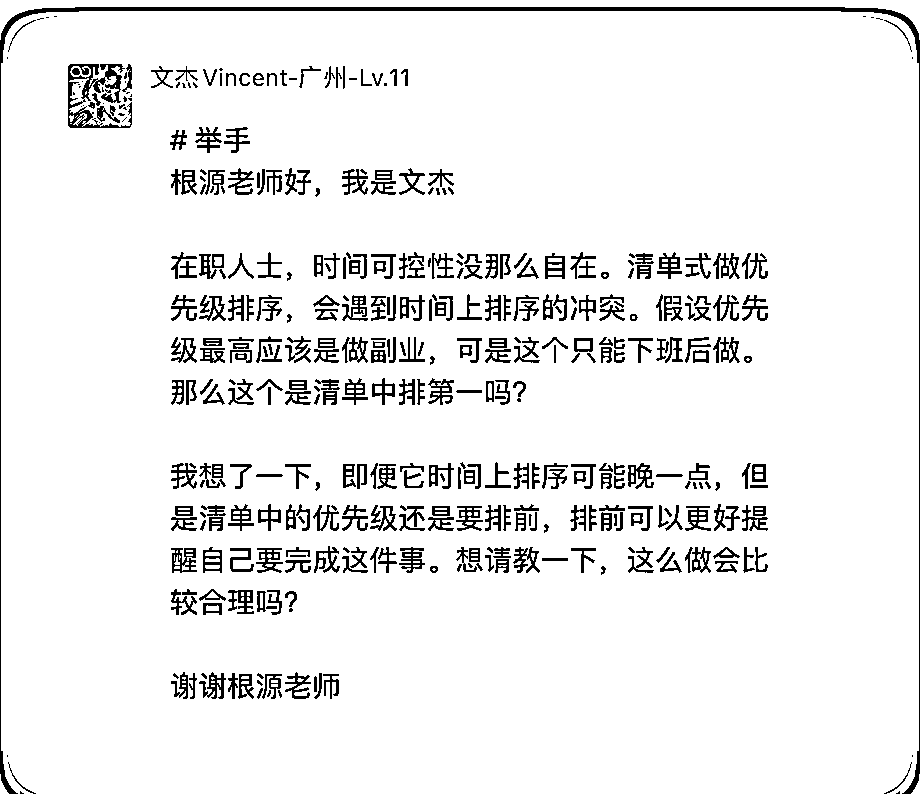 文杰Vincent-广州-Lv.11
# 举手
根源老师好，我是文杰
在职人士，时间可控性没那么自在。清单式做优
先级排序，会遇到时间上排序的冲突。假设优先
级最高应该是做副业，可是这个只能下班后做。
那么这个是清单中排第一吗？
我想了一下，即便它时间上排序可能晚一点，但
是清单中的优先级还是要排前，排前可以更好提
醒自己要完成这件事。想请教一下，这么做会比
较合理吗？
谢谢根源老师